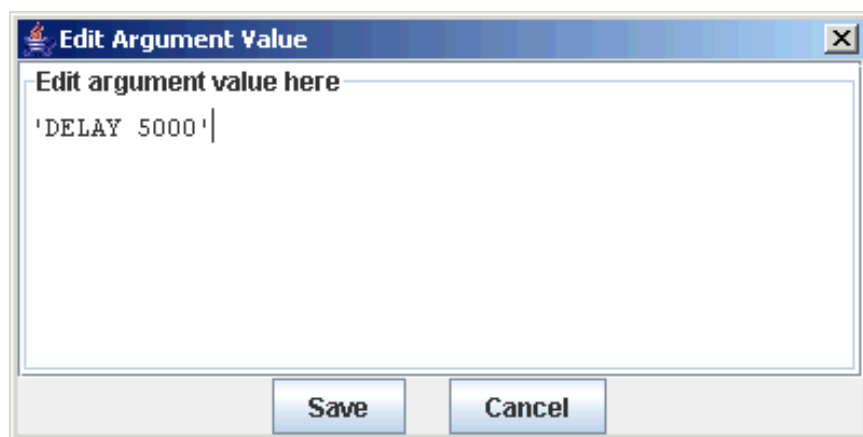 Edit Argument Value
Edit argument value here
'DELAY 5000'
Save Cancel